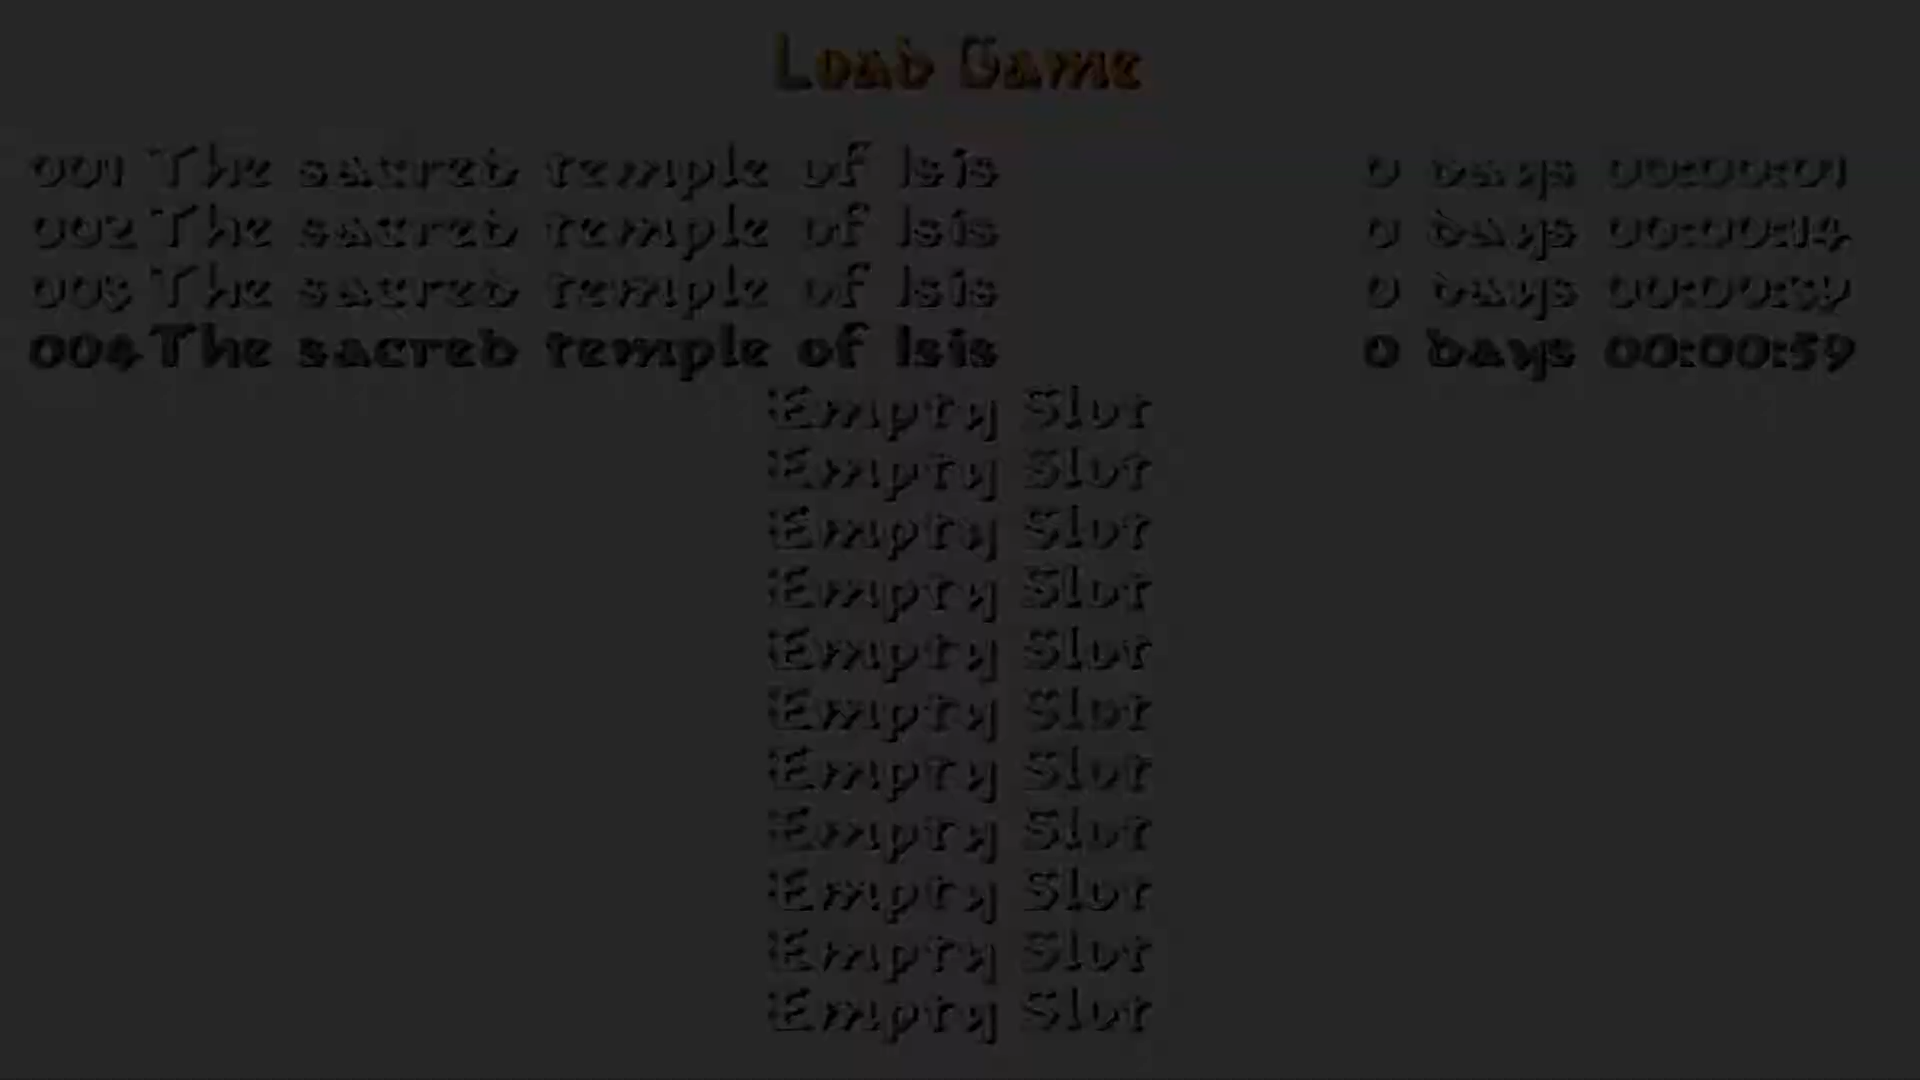 Load Game
001 The sacred temple of Isis 0 days 00:00:01
002 The sacred temple of Isis 0 days 00:00:14
003 The sacred temple of Isis 0 days 00:00:39
004 The sacred temple of Isis 0 days 00:00:59
Empty Slot
Empty Slot
Empty Slot
Empty Slot
Empty Slot
Empty Slot
Empty Slot
Empty Slot
Empty Slot
Empty Slot
Empty Slot